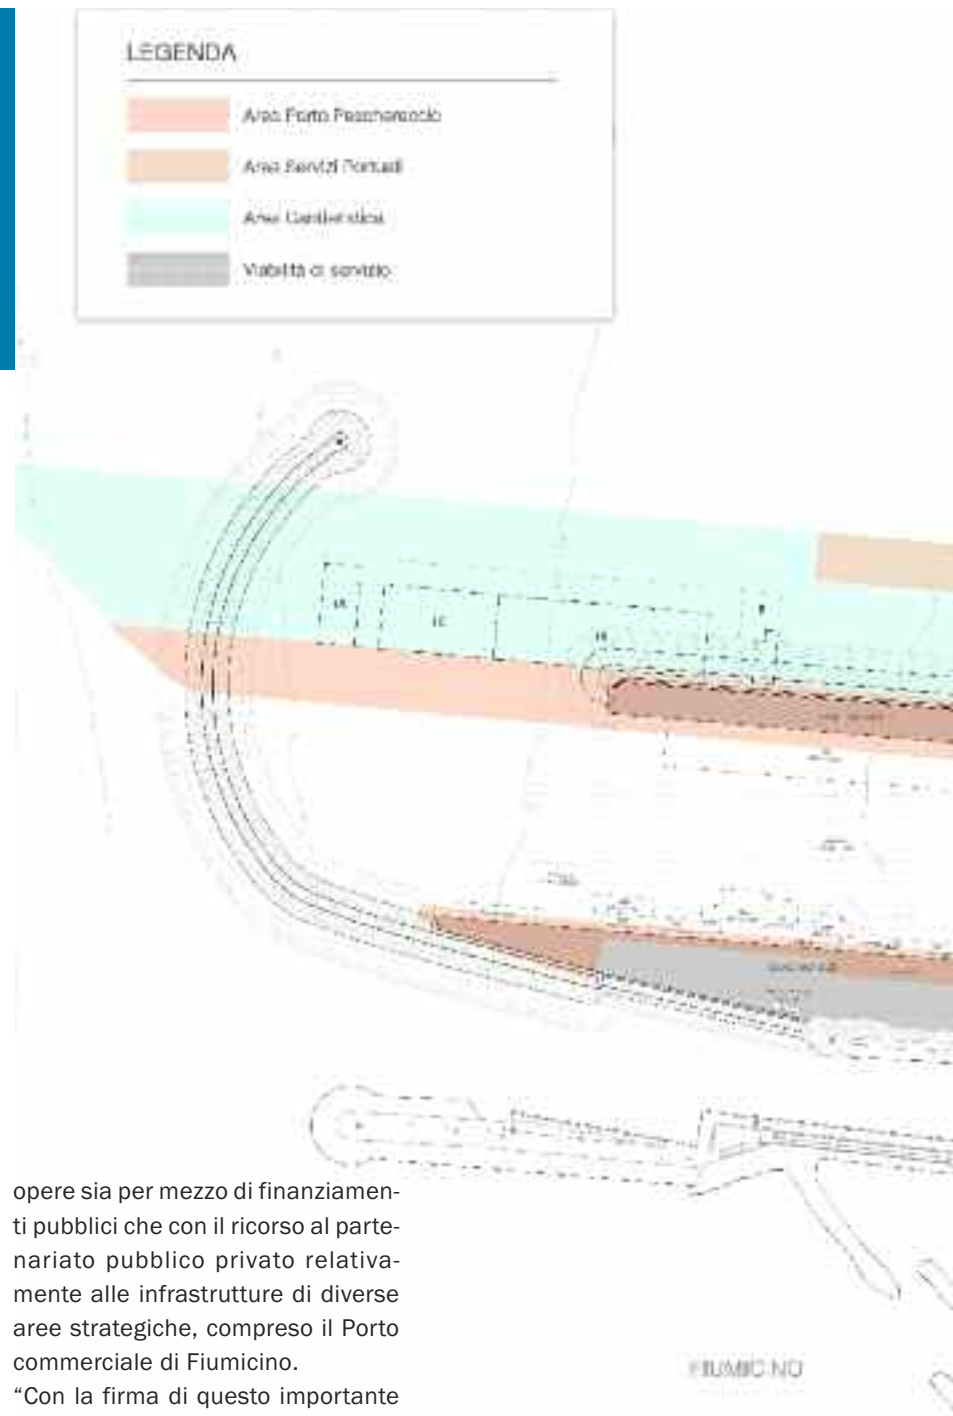 LEGENDA
Area Porto Peschereccio
Area Servizi Portuali
Area Cantieristica
Viabilità di servizio
FIUMICINO
opere sia per mezzo di finanziamen-
ti pubblici che con il ricorso al parte-
nariato pubblico privato relativa-
mente alle infrastrutture di diverse
aree strategiche, compreso il Porto
commerciale di Fiumicino.
“Con la firma di questo importante